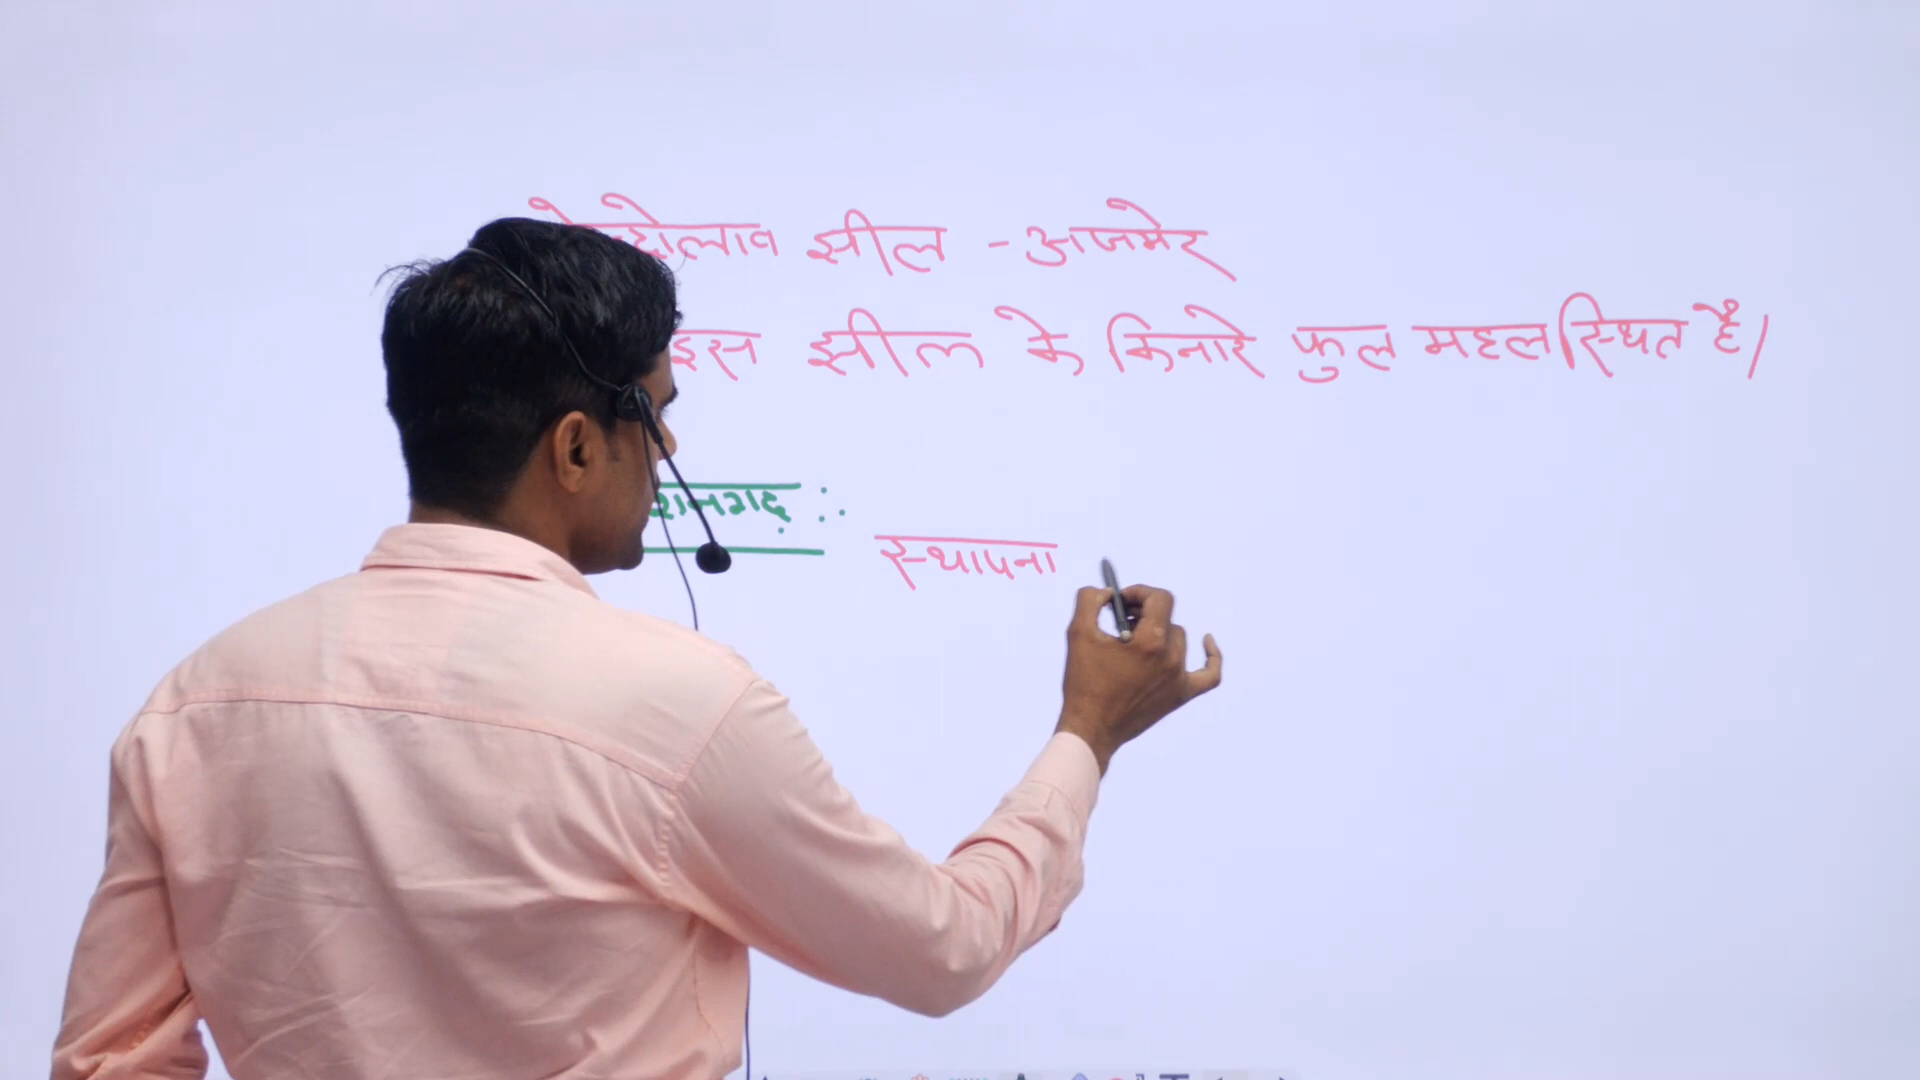 झील - अजमेर
इस झील के किनारे फुल महल स्थित है।
स्थापना